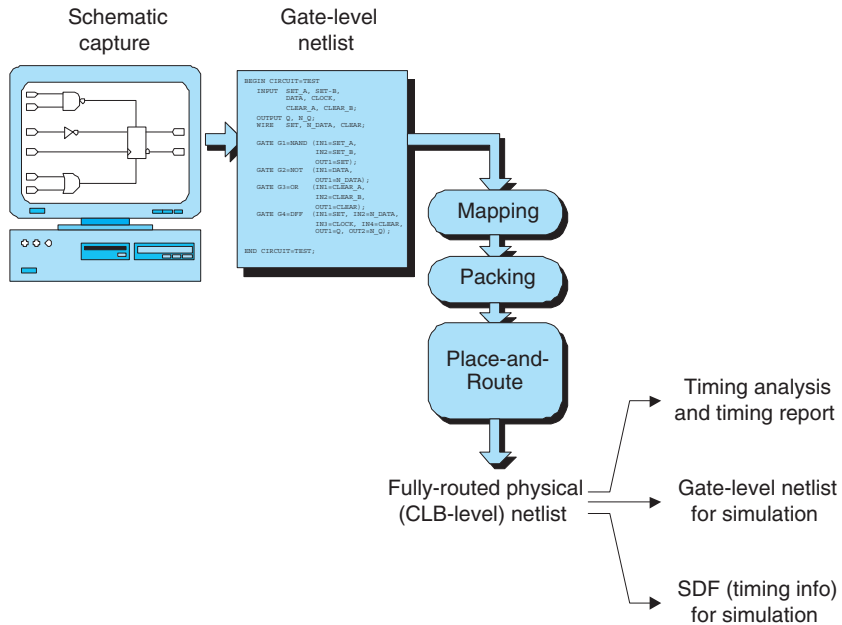 Schematic
capture
Gate-level
netlist
BEGIN CIRCUIT=TEST
INPUT SET_A, SET-B,
DATA, CLOCK,
CLEAR_A, CLEAR_B;
OUTPUT Q, N_Q;
WIRE SET, N_DATA, CLEAR;
GATE G1=NAND (IN1=SET_A,
IN2=SET_B,
OUT1=SET);
GATE G2=NOT (IN1=DATA,
OUT1=N_DATA);
GATE G3=OR (IN1=CLEAR_A,
IN2=CLEAR_B,
OUT1=CLEAR);
GATE G4=DFF (IN1=SET, IN2=N_DATA,
IN3=CLOCK, IN4=CLEAR,
OUT1=Q, OUT2=N_Q);
END CIRCUIT=TEST;
Mapping
Packing
Place-and-
Route
Fully-routed physical
(CLB-level) netlist
Timing analysis
and timing report
Gate-level netlist
for simulation
SDF (timing info)
for simulation